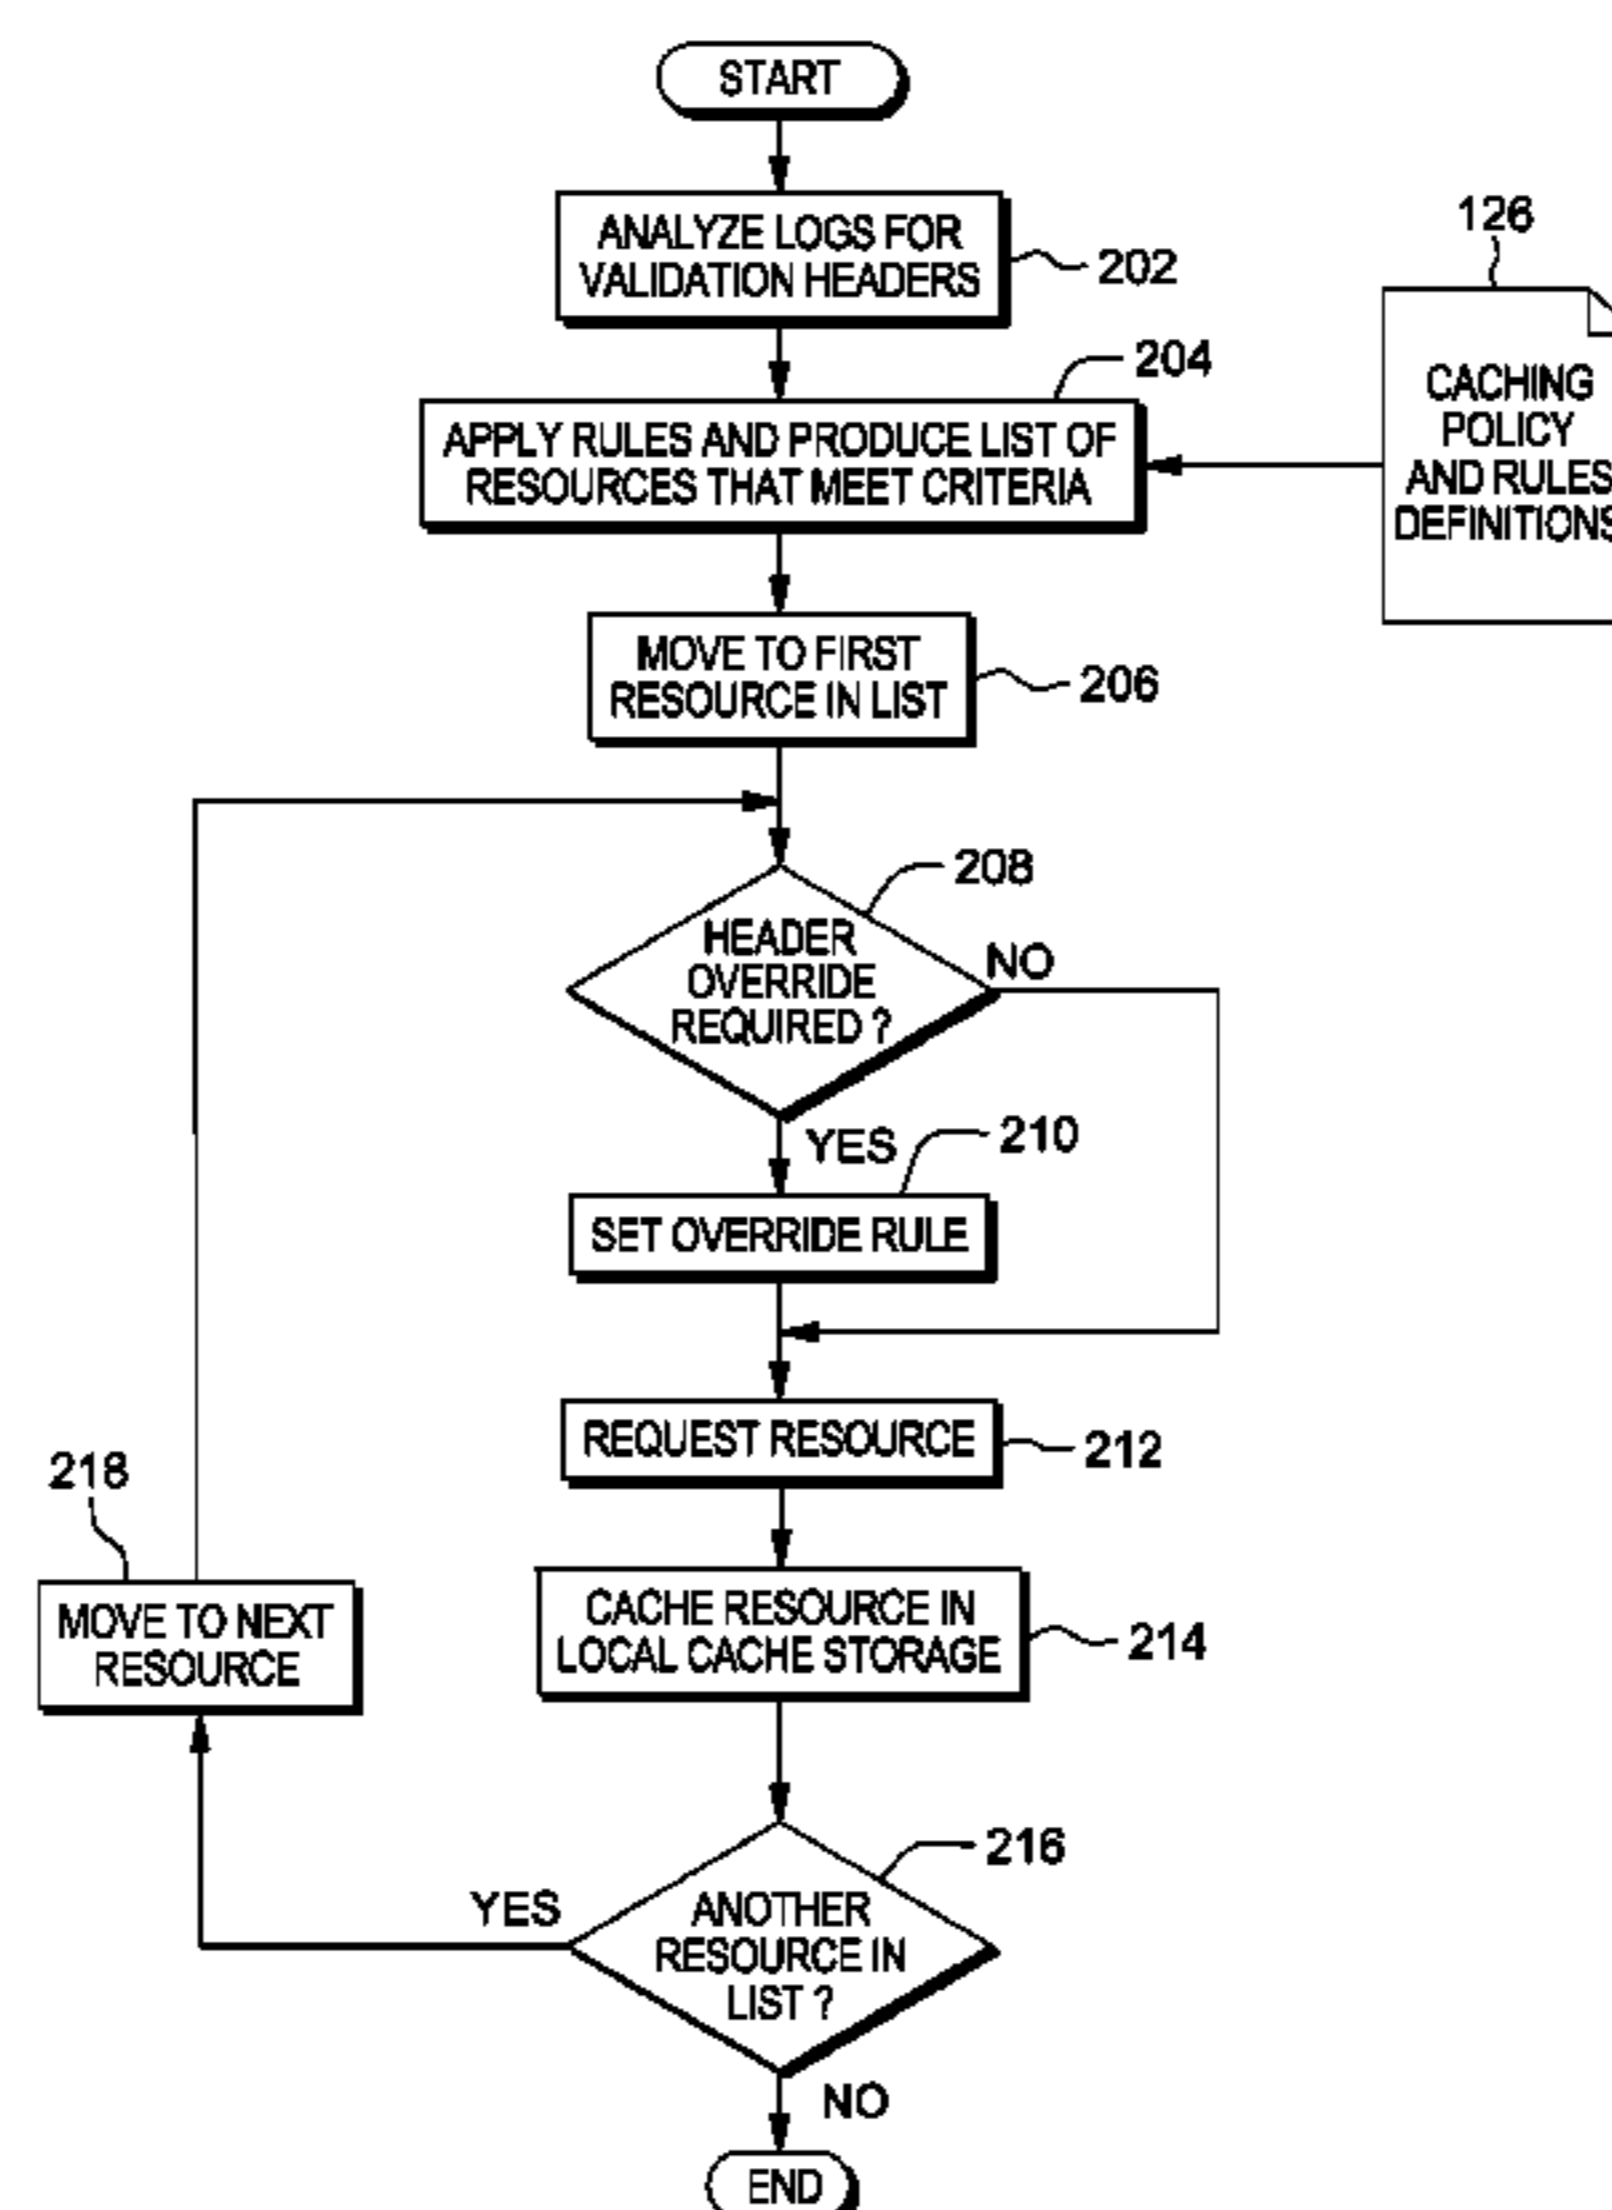 START
ANALYZE LOGS FOR
VALIDATION HEADERS
202
126
204
APPLY RULES AND PRODUCE LIST OF
RESOURCES THAT MEET CRITERIA
CACHING
POLICY
AND RULES
DEFINITIONS
MOVE TO FIRST
RESOURCE IN LIST
206
208
HEADER
OVERRIDE
REQUIRED ?
NO
YES
210
SET OVERRIDE RULE
REQUEST RESOURCE
212
218
MOVE TO NEXT
RESOURCE
CACHE RESOURCE IN
LOCAL CACHE STORAGE
214
216
YES
ANOTHER
RESOURCE IN
LIST ?
NO
END